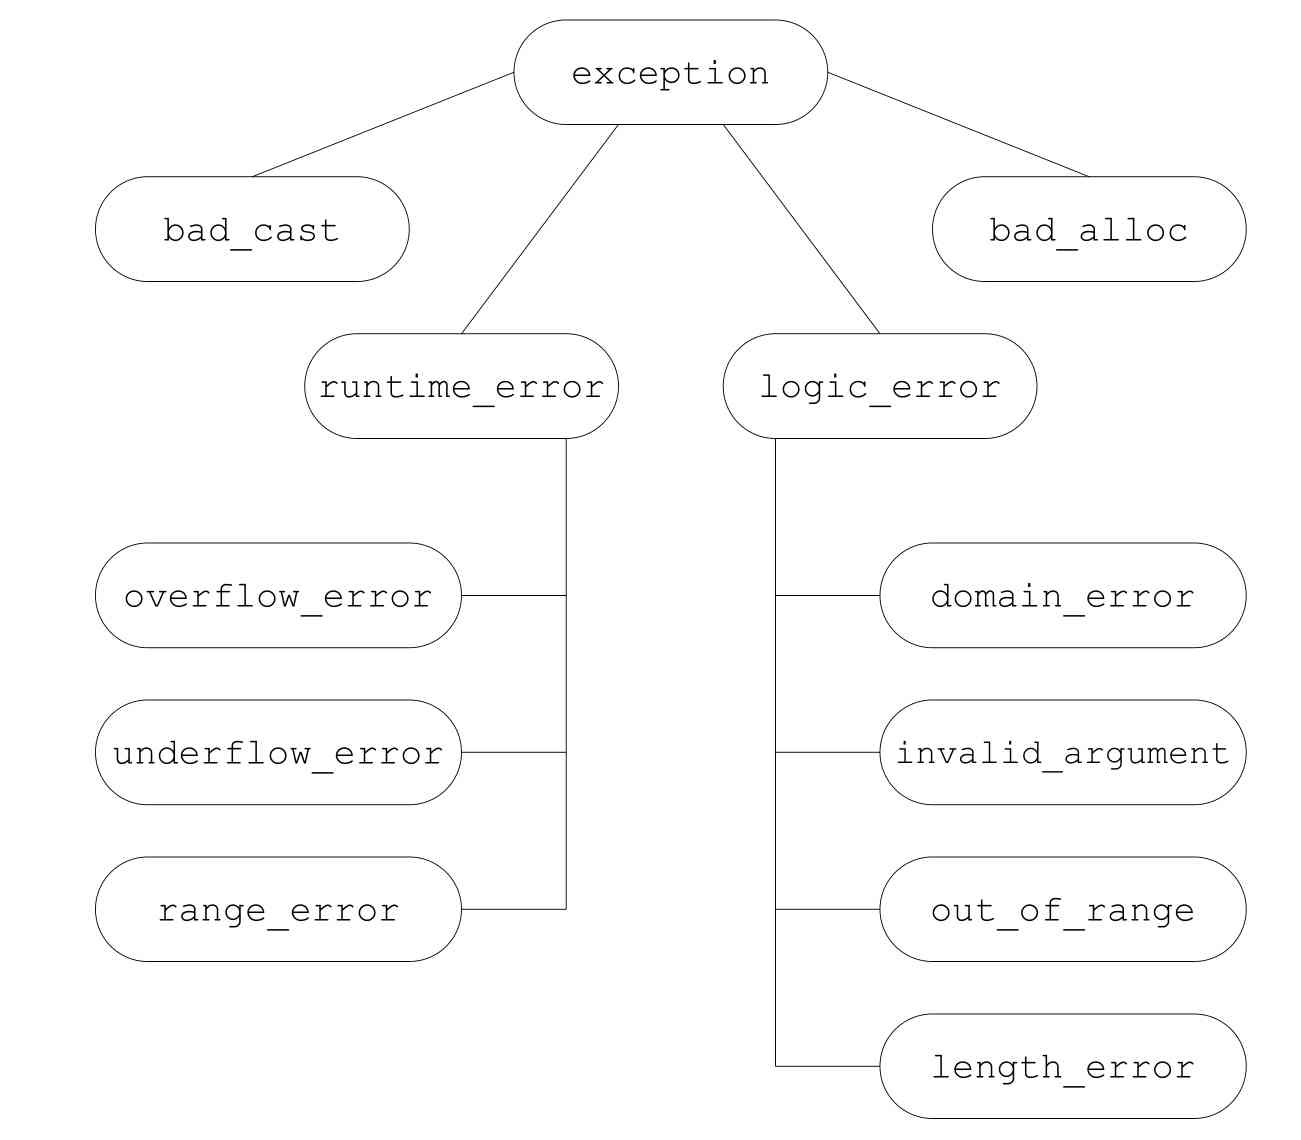 exception
bad_cast
bad_alloc
runtime_error
logic_error
overflow_error
domain_error
underflow_error
invalid_argument
range_error
out_of_range
length_error